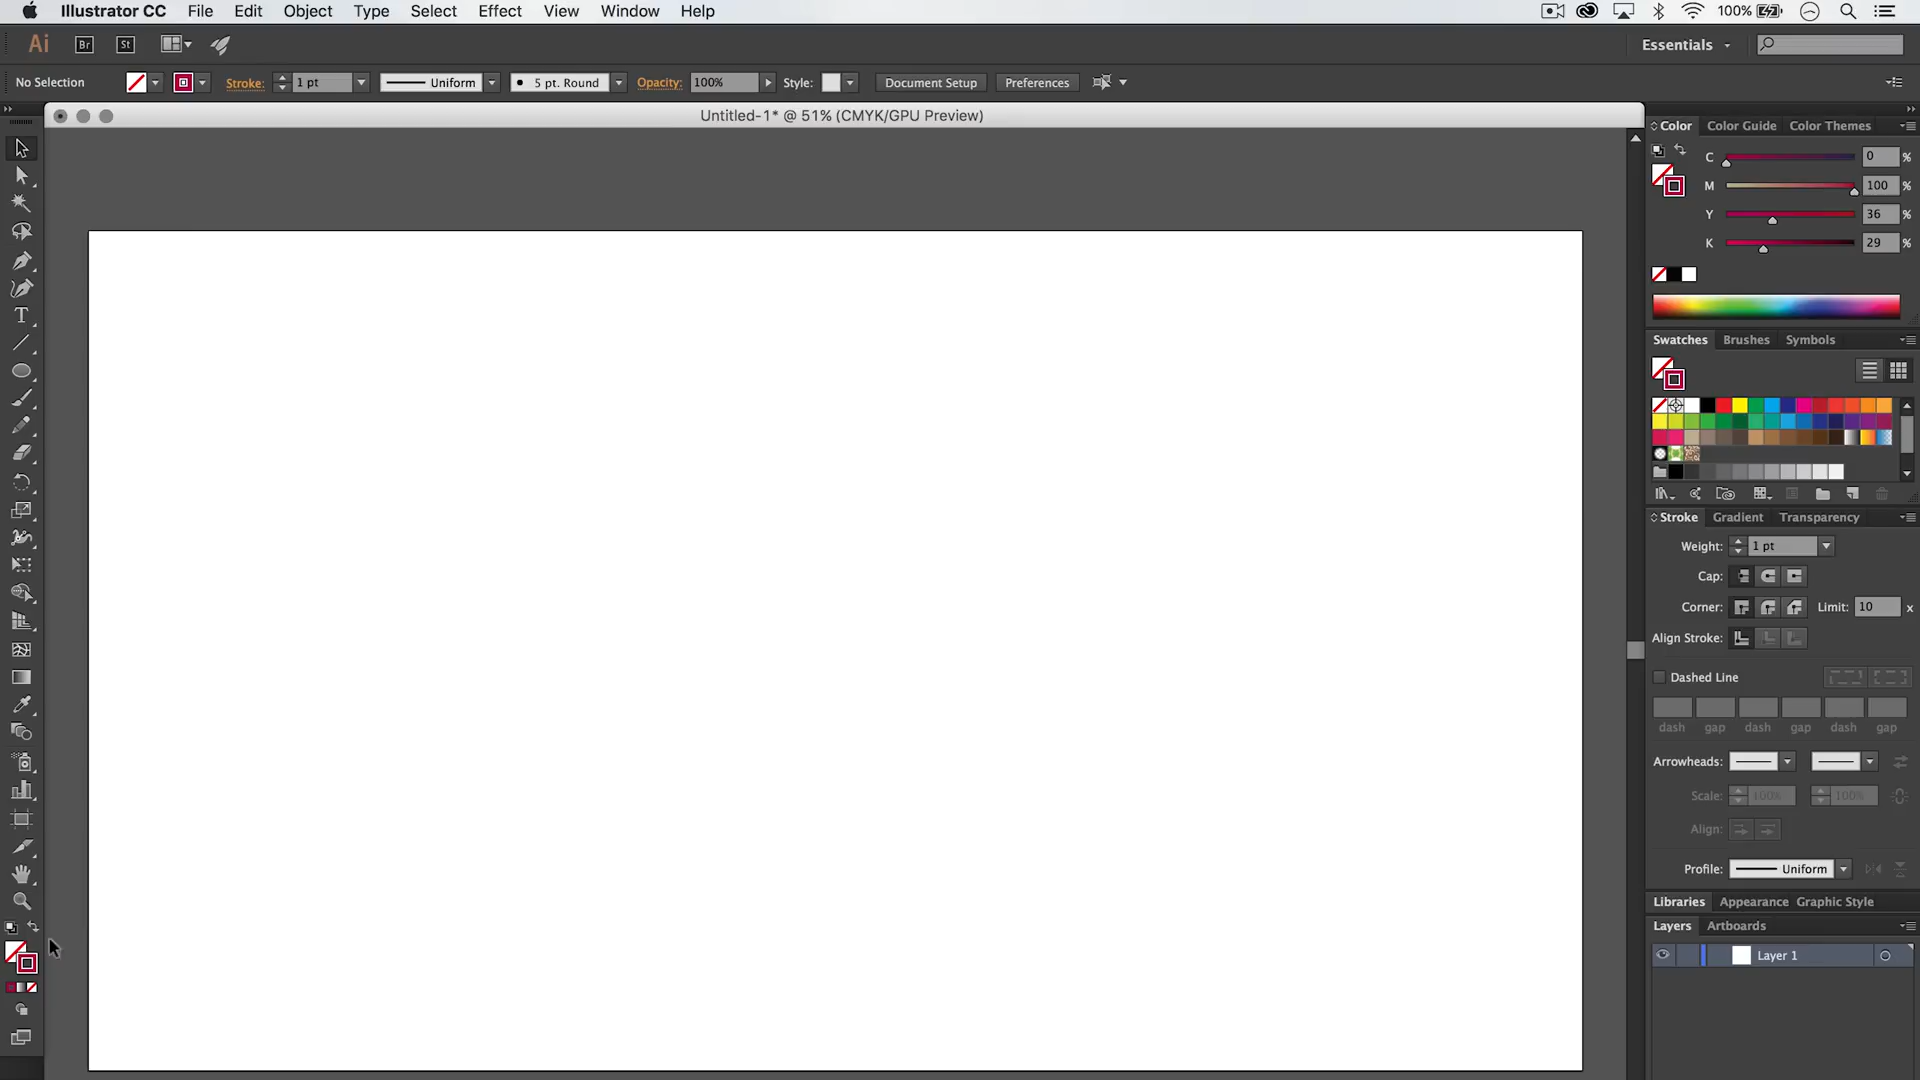 Illustrator CC File Edit Object Type Select Effect View Window Help 100%
Ai Br St Essentials
No Selection Stroke: 1 pt Uniform 5 pt. Round Opacity: 100% Style: Document Setup Preferences
Untitled-1* @ 51% (CMYK/GPU Preview)
Color Color Guide Color Themes
C 0 %
M 100 %
Y 36 %
K 29 %
Swatches Brushes Symbols
Stroke Gradient Transparency
Weight: 1 pt
Cap:
Corner: Limit: 10 x
Align Stroke:
Dashed Line
dash gap dash gap dash gap
Arrowheads:
Scale: 100% 100%
Align:
Profile: Uniform
Libraries Appearance Graphic Style
Layers Artboards
Layer 1
T